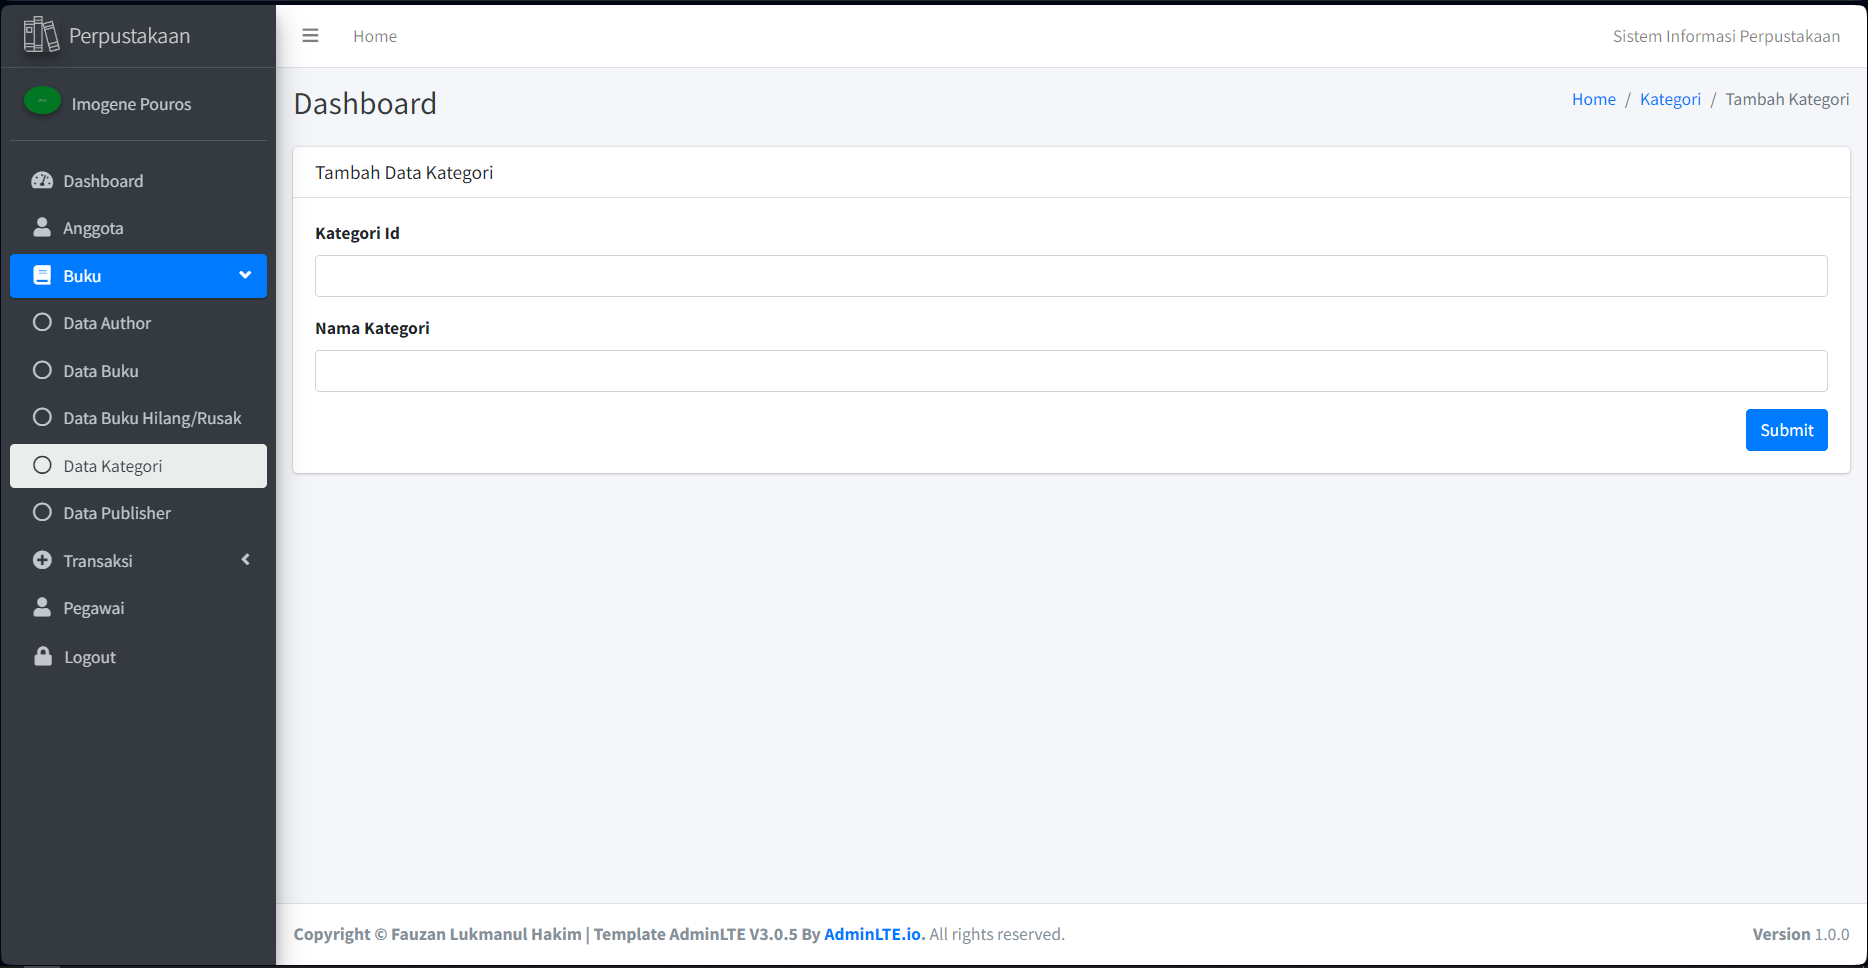 Perpustakaan
Imogene Pouros
Dashboard
Anggota
Buku
Data Author
Data Buku
Data Buku Hilang/Rusak
Data Kategori
Data Publisher
Transaksi
Pegawai
Logout
Home
Sistem Informasi Perpustakaan
Dashboard
Home / Kategori / Tambah Kategori
Tambah Data Kategori
Kategori Id
Nama Kategori
Submit
Copyright © Fauzan Lukmanul Hakim | Template AdminLTE V3.0.5 By AdminLTE.io. All rights reserved.
Version 1.0.0